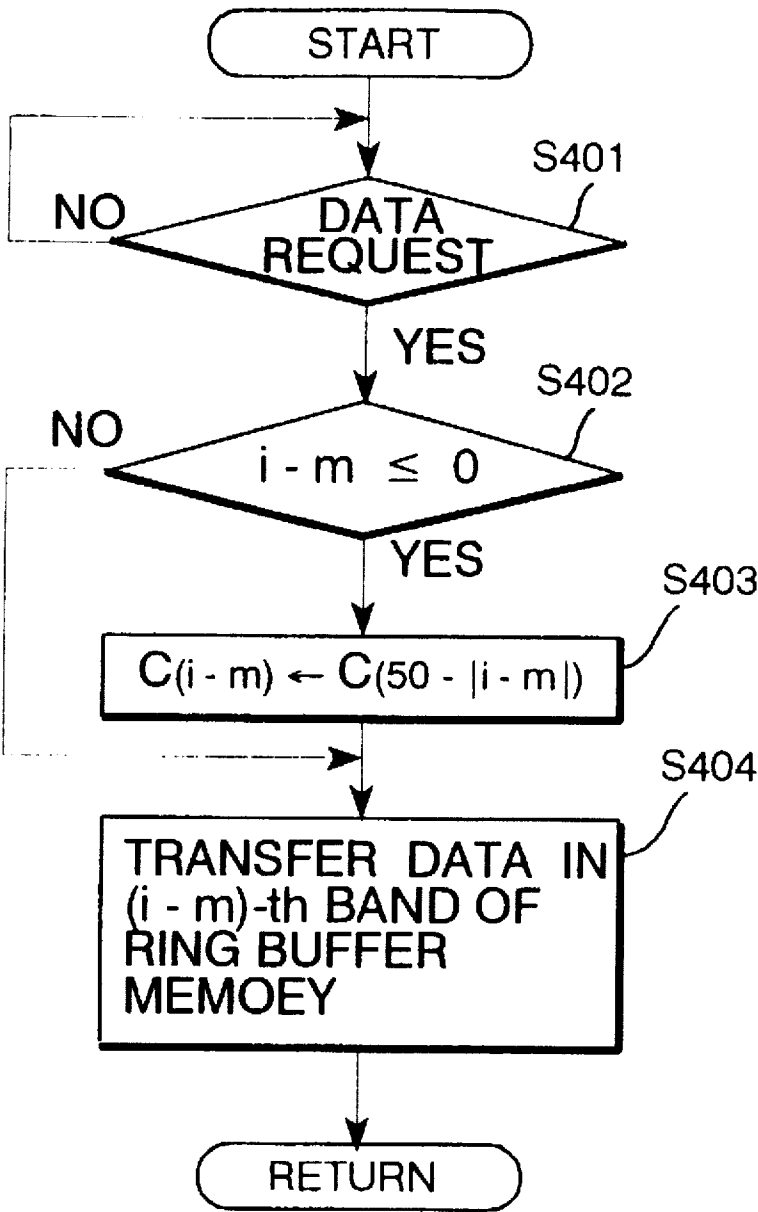 START
S401
NO
DATA
REQUEST
YES
S402
NO
i - m ≤ 0
YES
S403
C(i - m) ← C(50 - |i - m|)
S404
TRANSFER DATA IN
(i - m)-th BAND OF
RING BUFFER
MEMOEY
RETURN